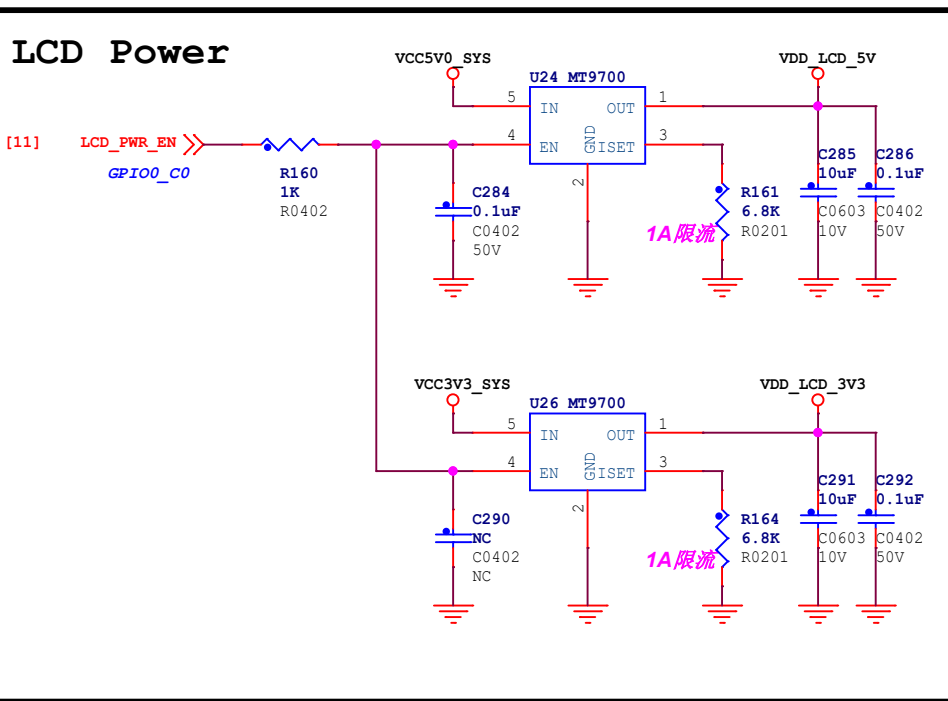 LCD Power
VCC5V0_SYS
VDD_LCD_5V
U24 MT9700
5
IN
OUT
1
[11]
LCD_PWR_EN
4
EN
GND
ISET
3
GPIO0_C0
R160
1K
R0402
2
C284
0.1uF
C0402
50V
1A限流
R161
6.8K
R0201
C285
10uF
C0603
10V
C286
0.1uF
C0402
50V
VCC3V3_SYS
VDD_LCD_3V3
U26 MT9700
5
IN
OUT
1
4
EN
GND
ISET
3
2
C290
NC
C0402
NC
1A限流
R164
6.8K
R0201
C291
10uF
C0603
10V
C292
0.1uF
C0402
50V